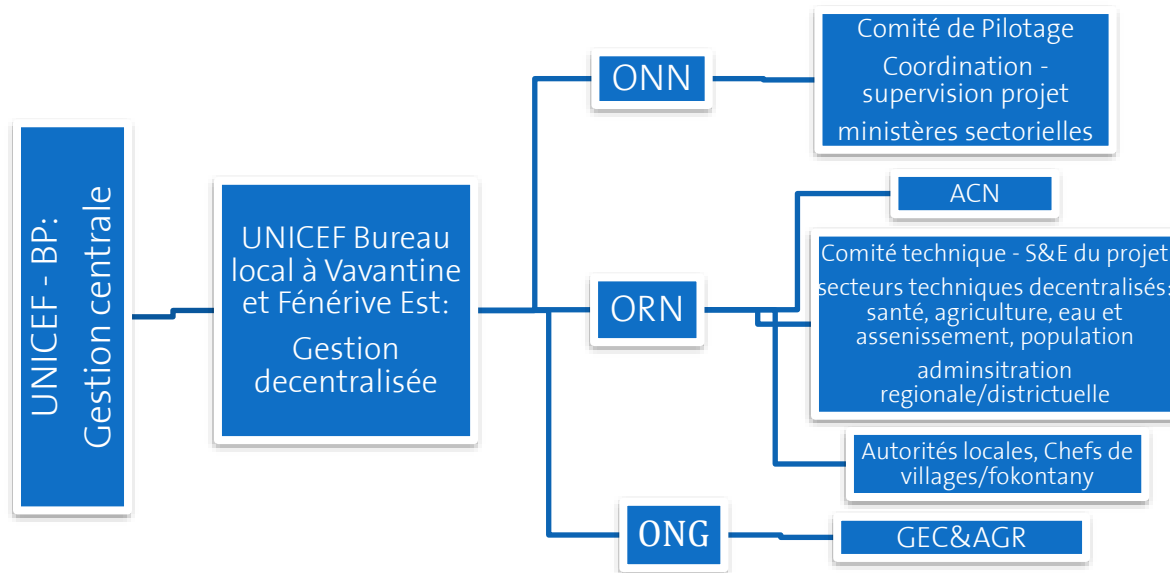 UNICEF - BP:
Gestion centrale
UNICEF Bureau
local à Vavantine
et Fénérive Est:
Gestion
decentralisée
ONN
Comité de Pilotage
Coordination -
supervision projet
ministères sectorielles
ORN
ACN
Comité technique - S&E du projet
secteurs techniques decentralisés:
santé, agriculture, eau et
assenissement, population
adminsitration
regionale/districtuelle
Autorités locales, Chefs de
villages/fokontany
ONG
GEC&AGR